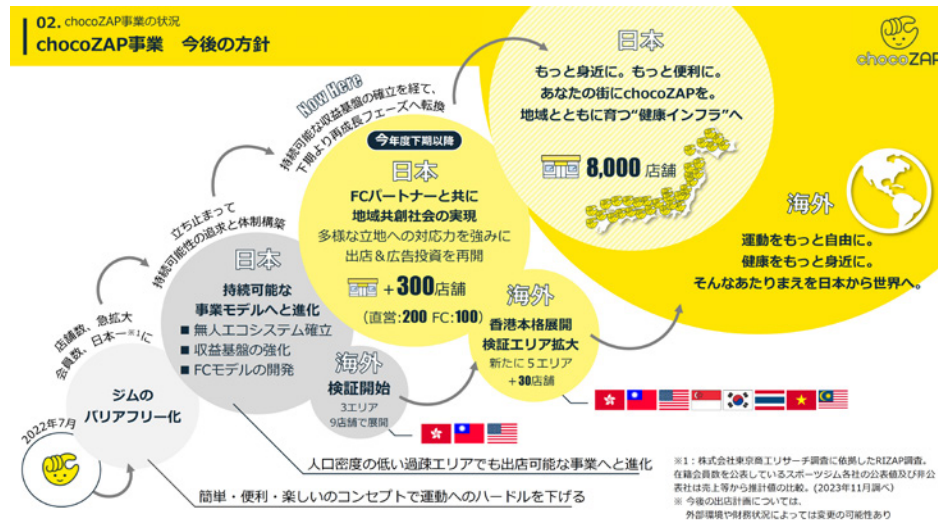 02. chocoZAP事業の状況
chocoZAP事業 今後の方針
chocoZAP
2022年7月
店舗数、急拡大
会員数、日本一※1に
ジムの
バリアフリー化
立ち止まって
持続可能性の追求と体制構築
日本
持続可能な
事業モデルへと進化
■ 無人エコシステム確立
■ 収益基盤の強化
■ FCモデルの開発
海外
検証開始
3エリア
9店舗で展開
Now Here
持続可能な収益基盤の確立を経て、
下期より再成長フェーズへ転換
今年度下期以降
日本
FCパートナーと共に
地域共創社会の実現
多様な立地への対応力を強みに
出店&広告投資を再開
+300店舗
(直営:200 FC:100)
海外
香港本格展開
検証エリア拡大
新たに5エリア
+30店舗
日本
もっと身近に。もっと便利に。
あなたの街にchocoZAPを。
地域とともに育つ“健康インフラ”へ
8,000 店舗
海外
運動をもっと自由に。
健康をもっと身近に。
そんなあたりまえを日本から世界へ。
人口密度の低い過疎エリアでも出店可能な事業へと進化
簡単・便利・楽しいのコンセプトで運動へのハードルを下げる
※1：株式会社東京商工リサーチ調査に依拠したRIZAP調査。
在籍会員数を公表しているスポーツジム各社の公表値及び非公
表社は売上等から推計値の比較。(2023年11月調べ)
※ 今後の出店計画については、
外部環境や財務状況によっては変更の可能性あり